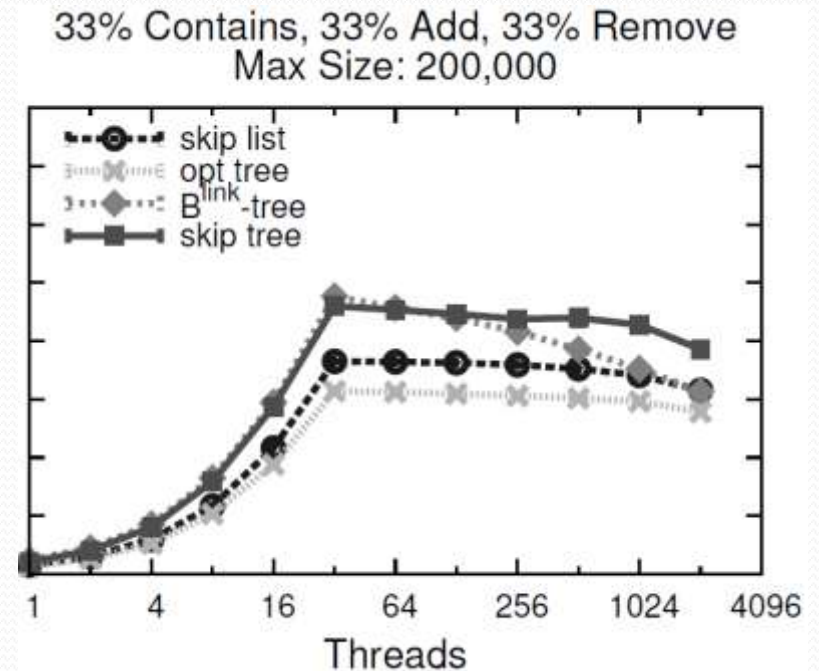 33% Contains, 33% Add, 33% Remove
Max Size: 200,000
skip list
opt tree
Blink-tree
skip tree
1 4 16 64 256 1024 4096
Threads